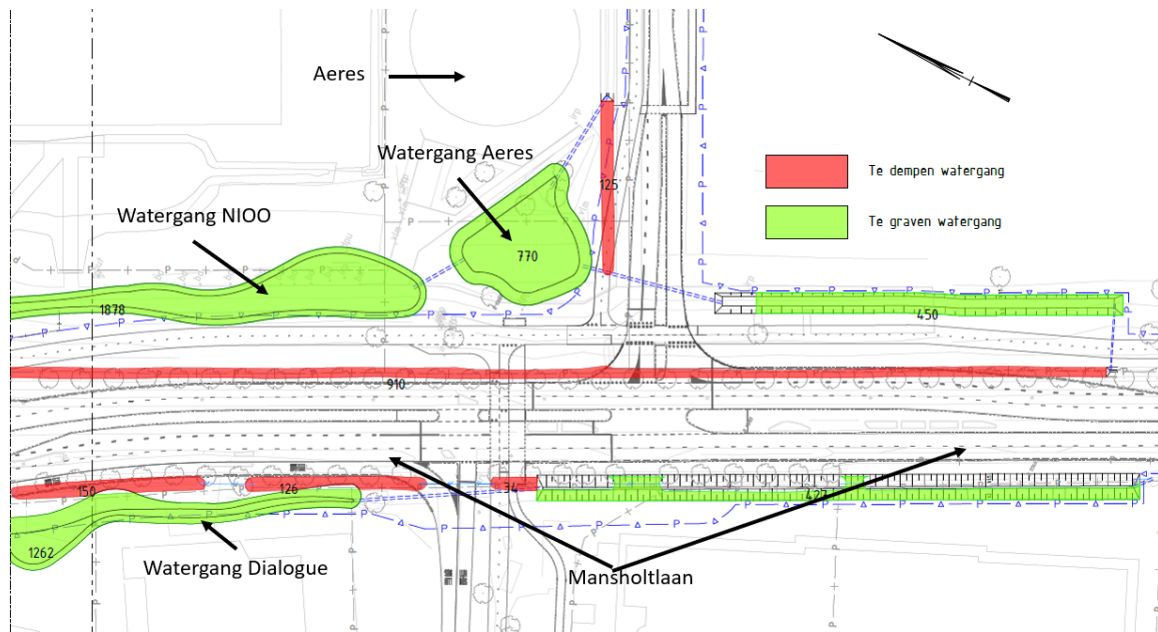 Aeres
Watergang Aeres
Te dempen watergang
125
Watergang NIOO
770
Te graven watergang
1878
450
910
150
126
34
427
1262
Watergang Dialogue
Mansholtlaan